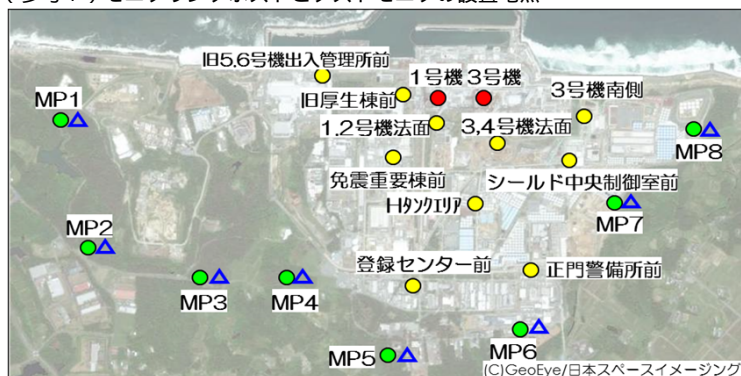 旧5,6号機出入管理所前
1号機
3号機
3号機南側
MP1
旧厚生棟前
1,2号機法面
3,4号機法面
MP8
免震重要棟前
シールド中央制御室前
Hタンクエリア
MP7
MP2
登録センター前
正門警備所前
MP3
MP4
MP6
MP5
(C)GeoEye/日本スペースイメージング